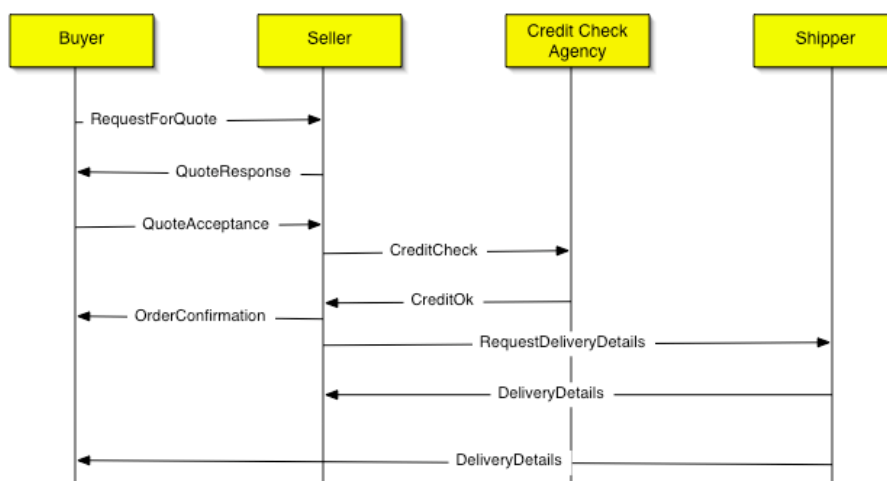 Buyer
Seller
Credit Check
Agency
Shipper
RequestForQuote
QuoteResponse
QuoteAcceptance
CreditCheck
CreditOk
OrderConfirmation
RequestDeliveryDetails
DeliveryDetails
DeliveryDetails